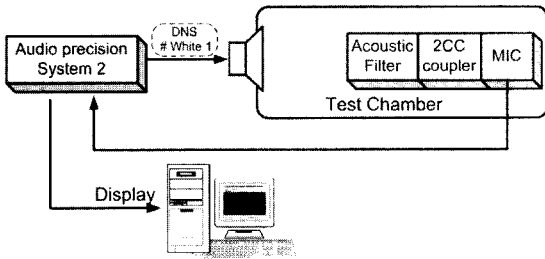 DNS
# White 1
Audio precision
System 2
Acoustic
Filter
2CC
coupler
MIC
Test Chamber
Display